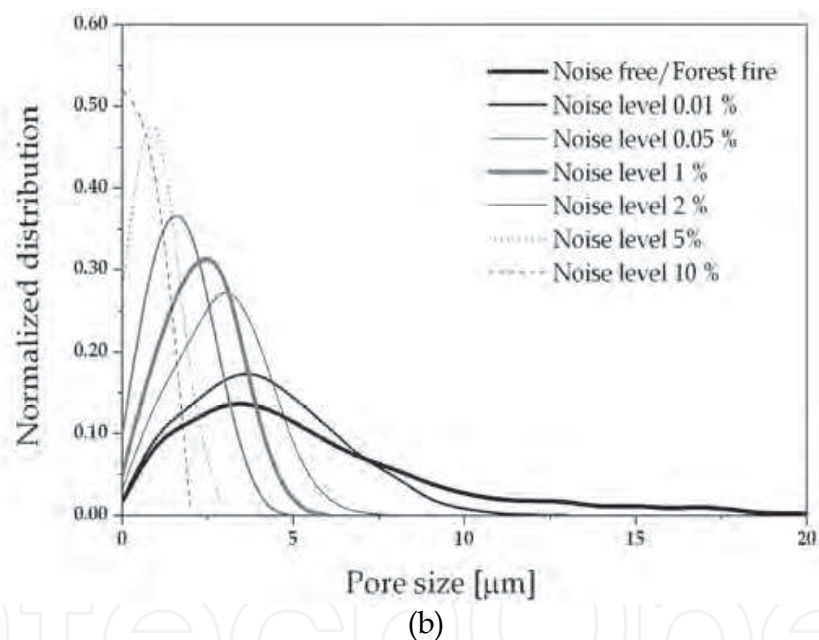 0.60
0.50
0.40
0.30
0.20
0.10
0.00
Normalized distribution
Noise free/Forest fire
Noise level 0.01 %
Noise level 0.05 %
Noise level 1 %
Noise level 2 %
Noise level 5%
Noise level 10 %
0 5 10 15 20
Pore size [μm]
(b)